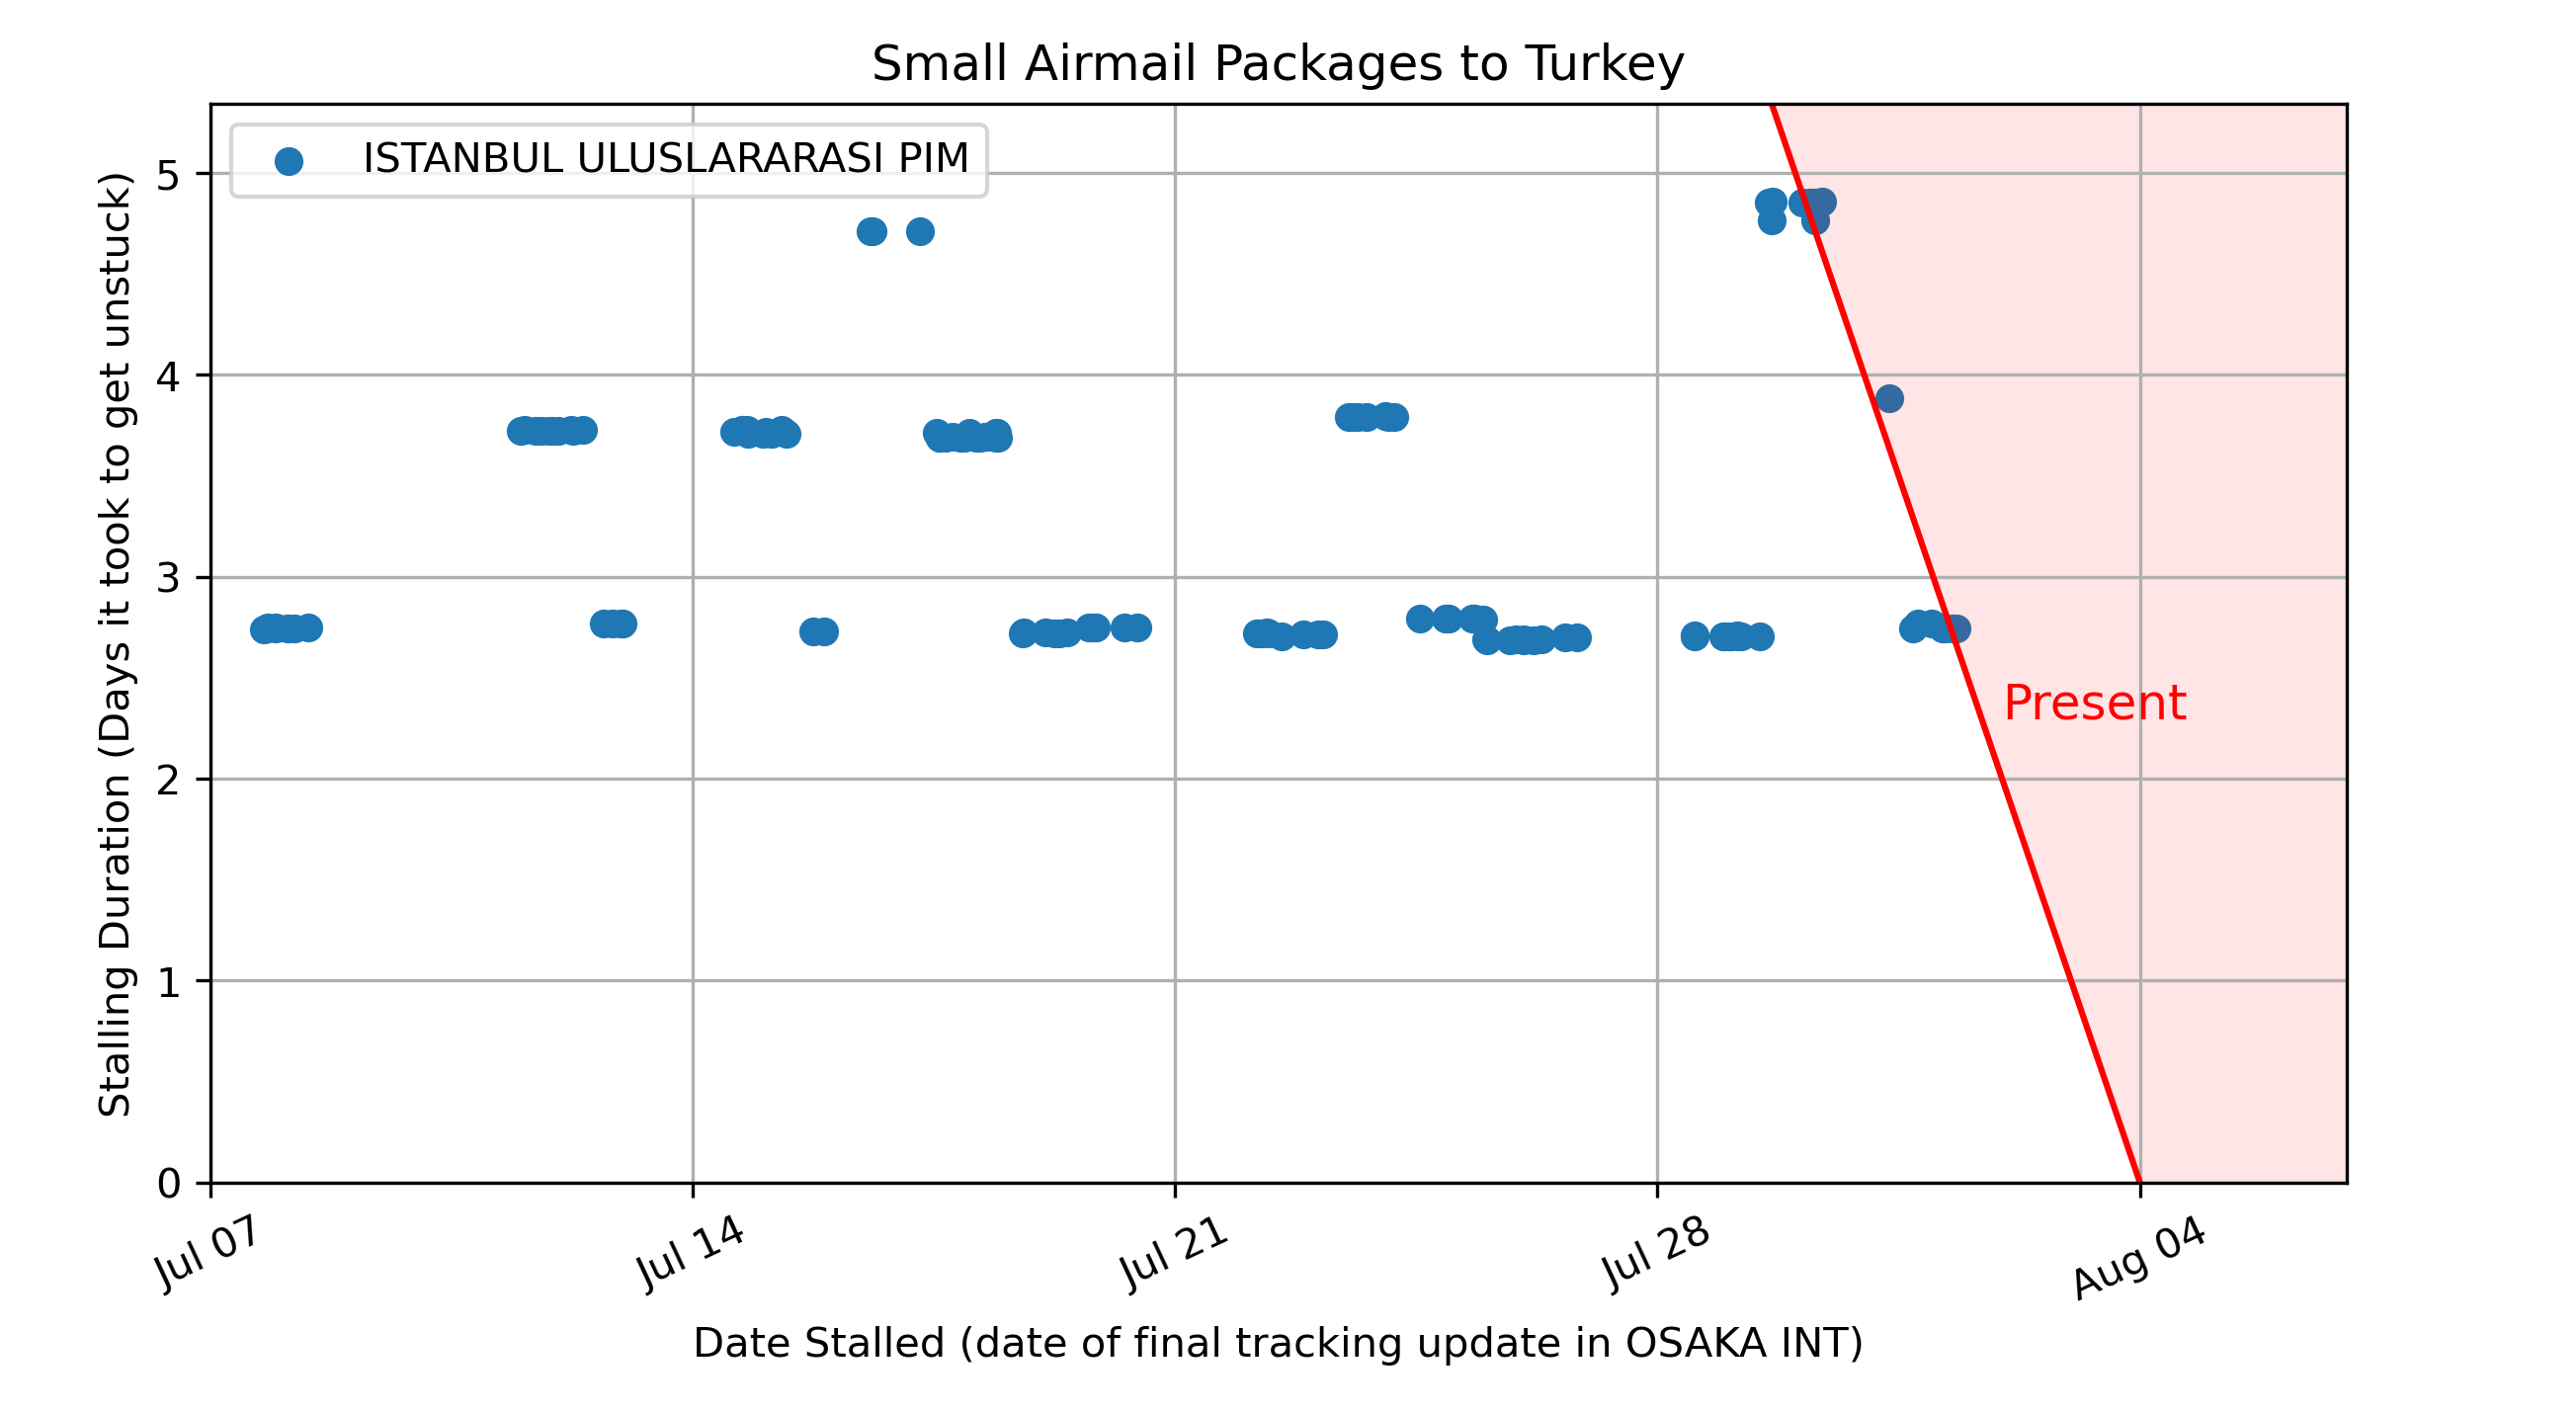 Small Airmail Packages to Turkey
ISTANBUL ULUSLARARASI PIM
Stalling Duration (Days it took to get unstuck)
5
4
3
2
1
0
Present
Jul 07
Jul 14
Jul 21
Jul 28
Aug 04
Date Stalled (date of final tracking update in OSAKA INT)